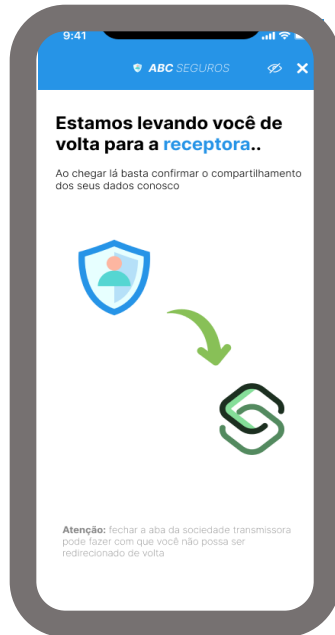 9:41
ABC SEGUROS
Estamos levando você de
volta para a receptora..
Ao chegar lá basta confirmar o compartilhamento
dos seus dados conosco
Atenção: fechar a aba da sociedade transmissora
pode fazer com que você não possa ser
redirecionado de volta